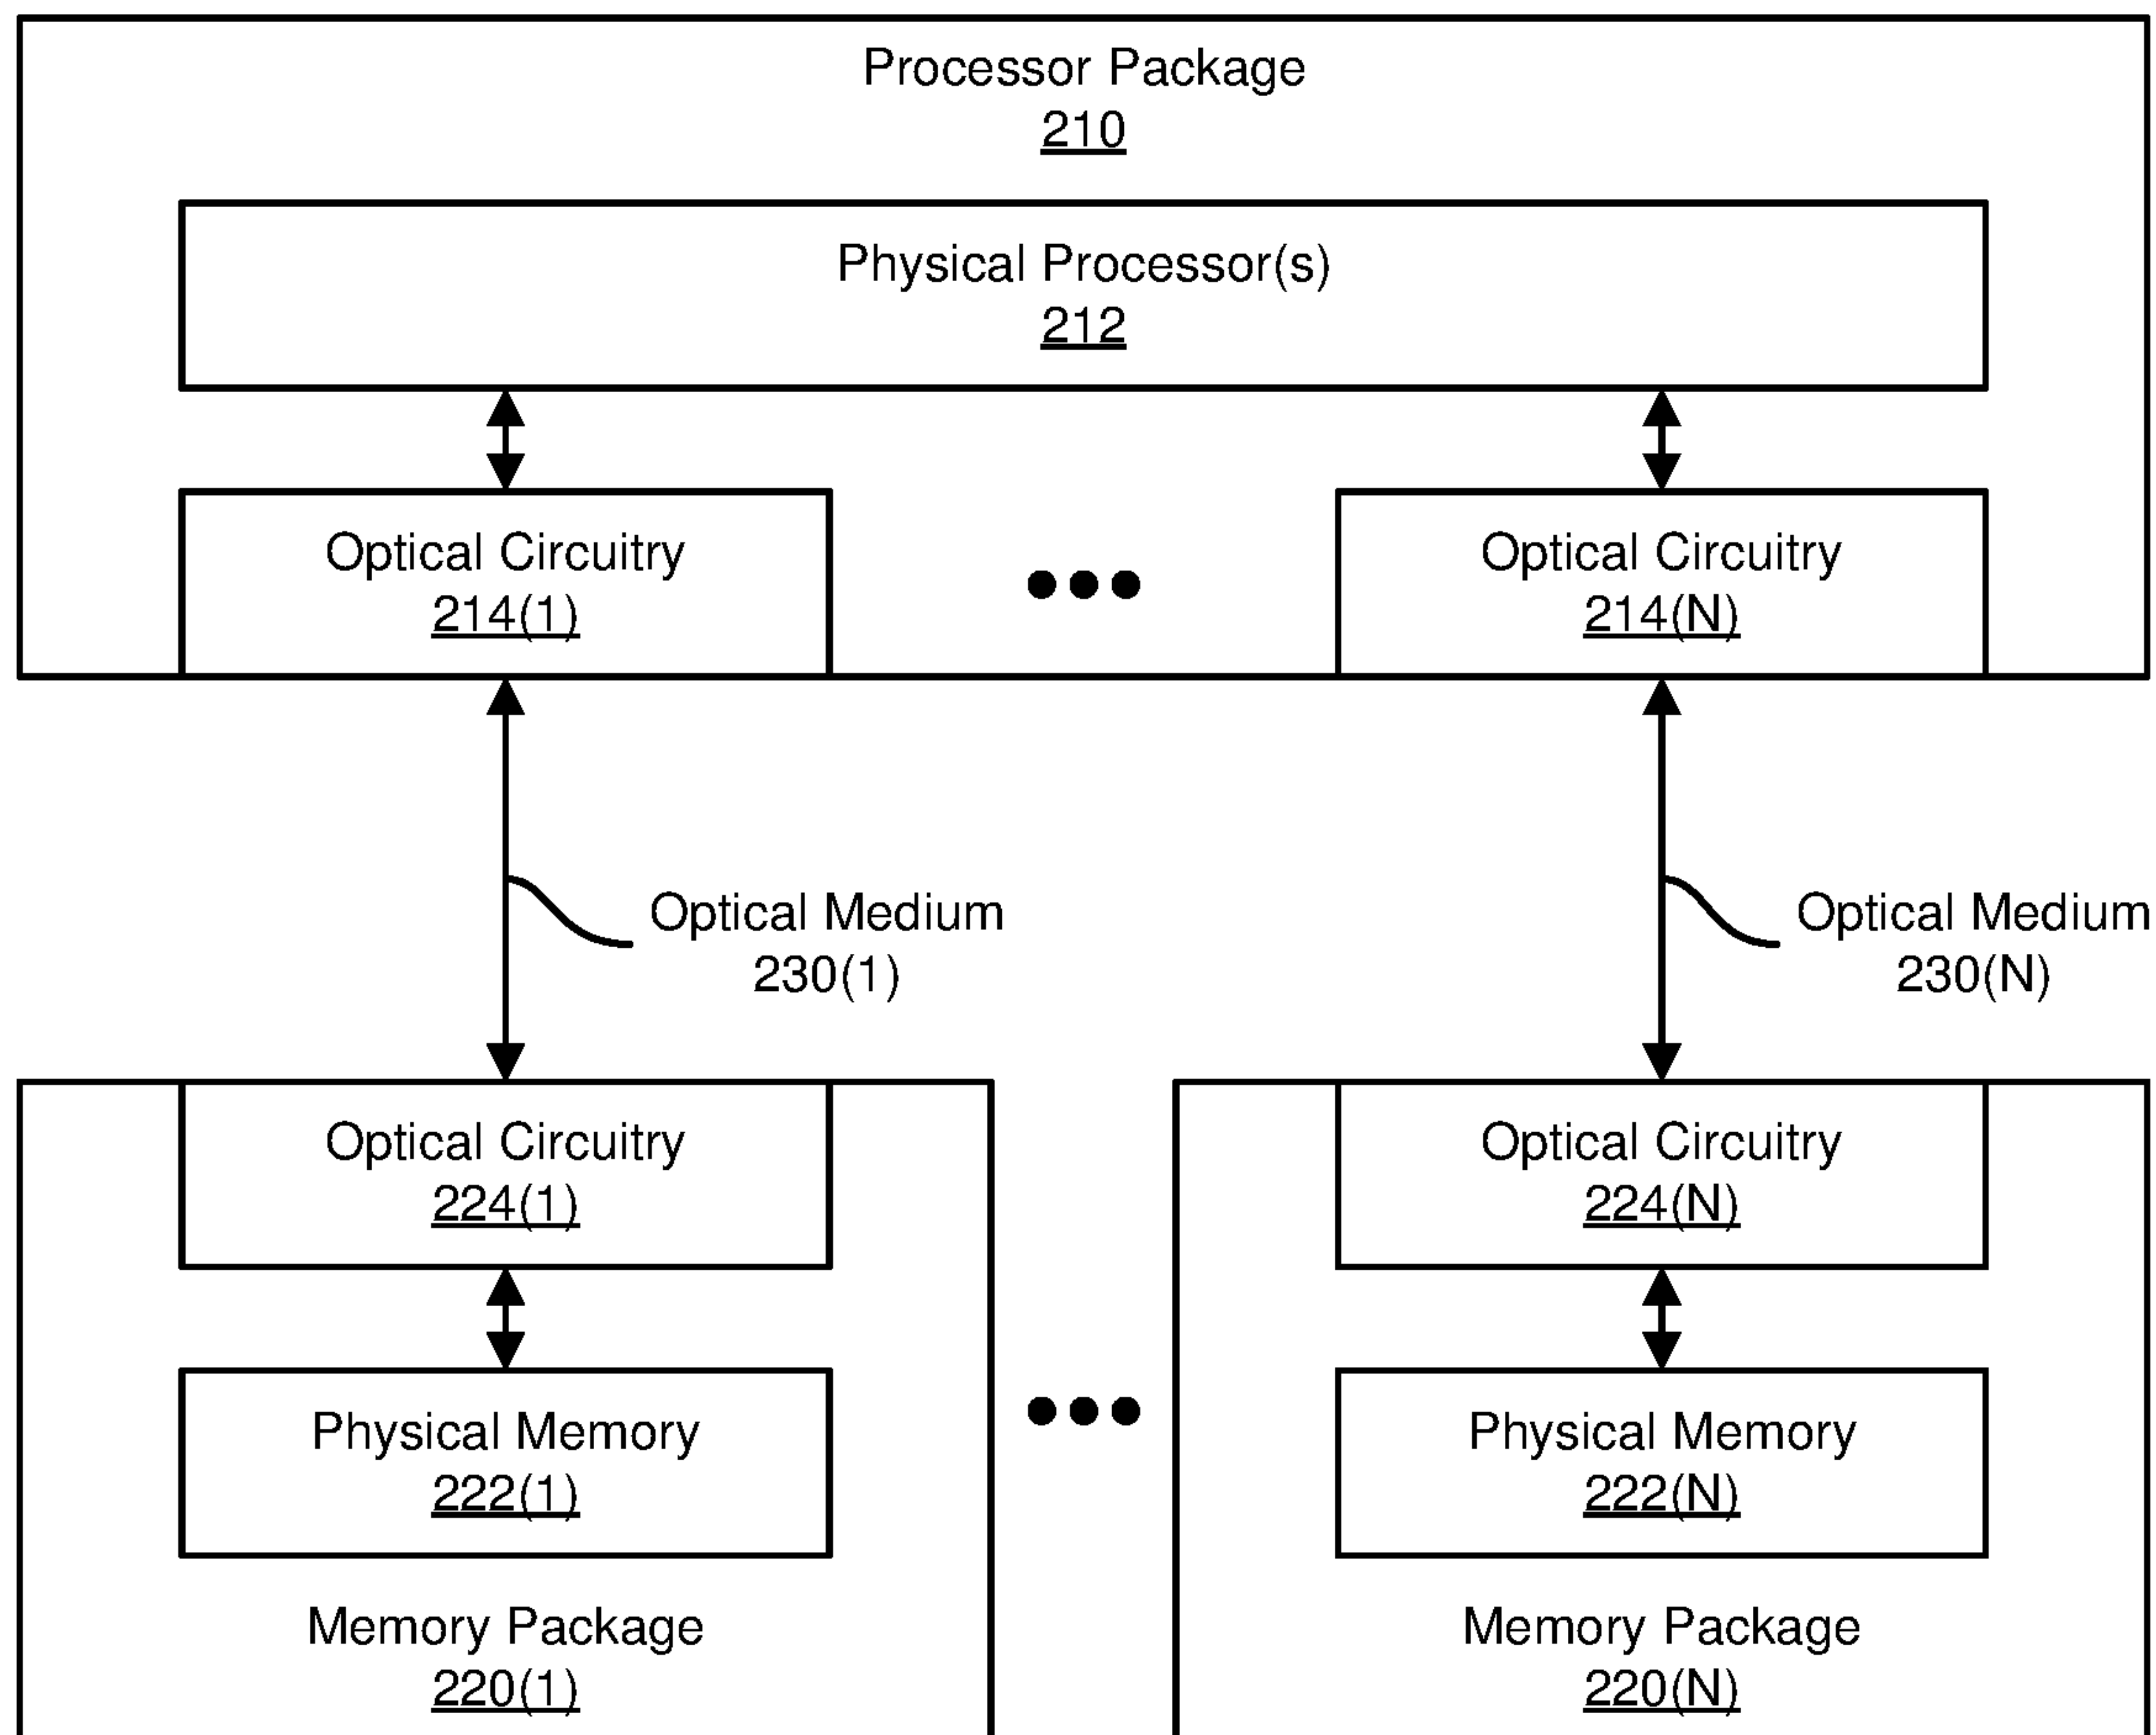 Processor Package
210
Physical Processor(s)
212
Optical Circuitry
214(1)
Optical Circuitry
214(N)
Optical Medium
230(1)
Optical Medium
230(N)
Optical Circuitry
224(1)
Optical Circuitry
224(N)
Physical Memory
222(1)
Physical Memory
222(N)
Memory Package
220(1)
Memory Package
220(N)